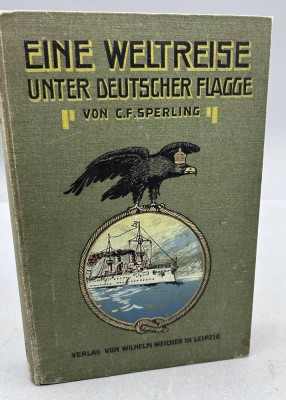 EINE WELTREISE
UNTER DEUTSCHER FLAGGE
VON C.F. SPERLING
VERLAG VON WILHELM WEICHER IN LEIPZIG